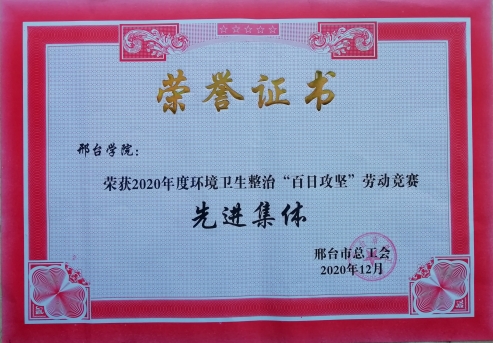 荣誉证书
邢台学院：
荣获2020年度环境卫生整治“百日攻坚”劳动竞赛
先进集体
邢台市总工会
2020年12月